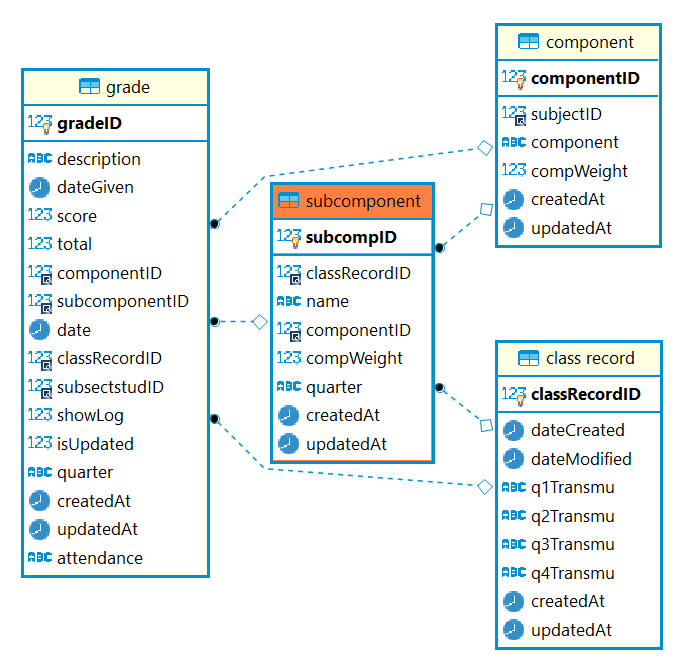 grade
gradeID
description
dateGiven
score
total
componentID
subcomponentID
date
classRecordID
subsectstudID
showLog
isUpdated
quarter
createdAt
updatedAt
attendance
subcomponent
subcompID
classRecordID
name
componentID
compWeight
quarter
createdAt
updatedAt
component
componentID
subjectID
component
compWeight
createdAt
updatedAt
class record
classRecordID
dateCreated
dateModified
q1Transmu
q2Transmu
q3Transmu
q4Transmu
createdAt
updatedAt